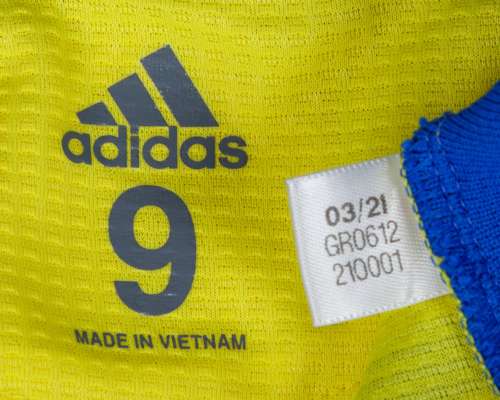 adidas
9
MADE IN VIETNAM
03/21
GR0612
210001